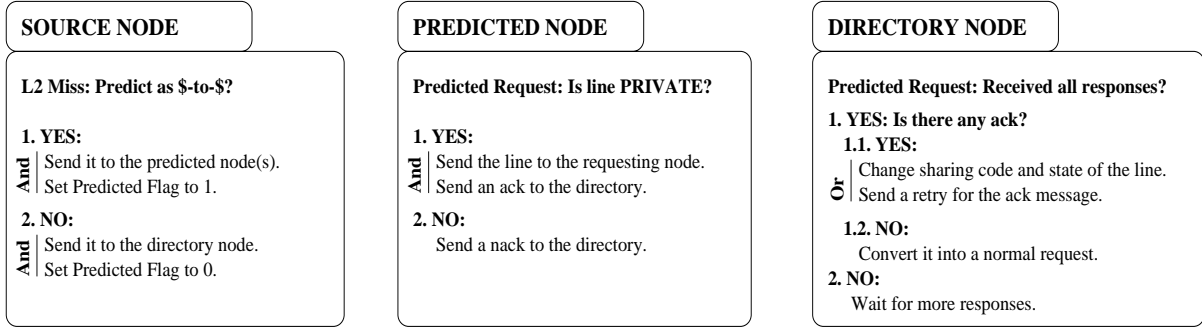 SOURCE NODE
L2 Miss: Predict as $-to-$?
1. YES:
And
Send it to the predicted node(s).
Set Predicted Flag to 1.
2. NO:
And
Send it to the directory node.
Set Predicted Flag to 0.
PREDICTED NODE
Predicted Request: Is line PRIVATE?
1. YES:
And
Send the line to the requesting node.
Send an ack to the directory.
2. NO:
Send a nack to the directory.
DIRECTORY NODE
Predicted Request: Received all responses?
1. YES: Is there any ack?
1.1. YES:
Or
Change sharing code and state of the line.
Send a retry for the ack message.
1.2. NO:
Convert it into a normal request.
2. NO:
Wait for more responses.